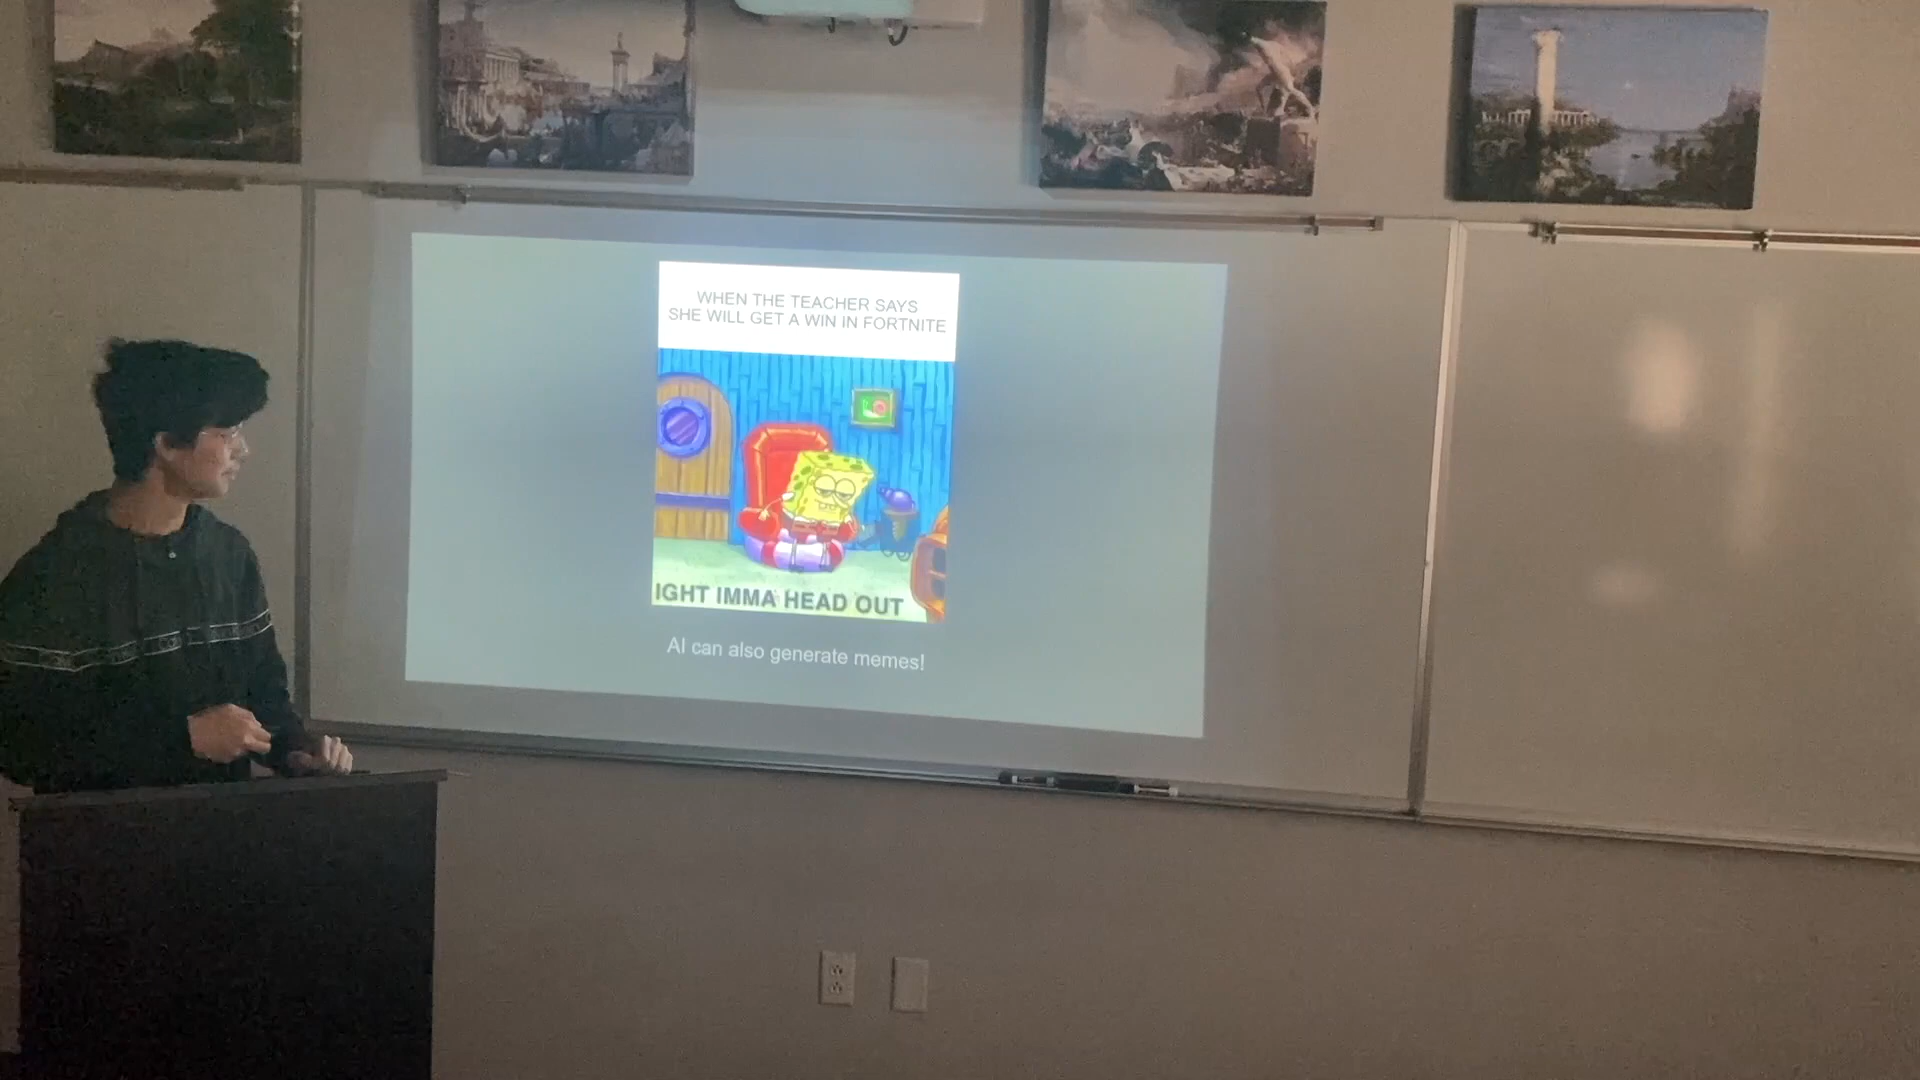 WHEN THE TEACHER SAYS
SHE WILL GET A WIN IN FORTNITE
IGHT IMMA HEAD OUT
AI can also generate memes!